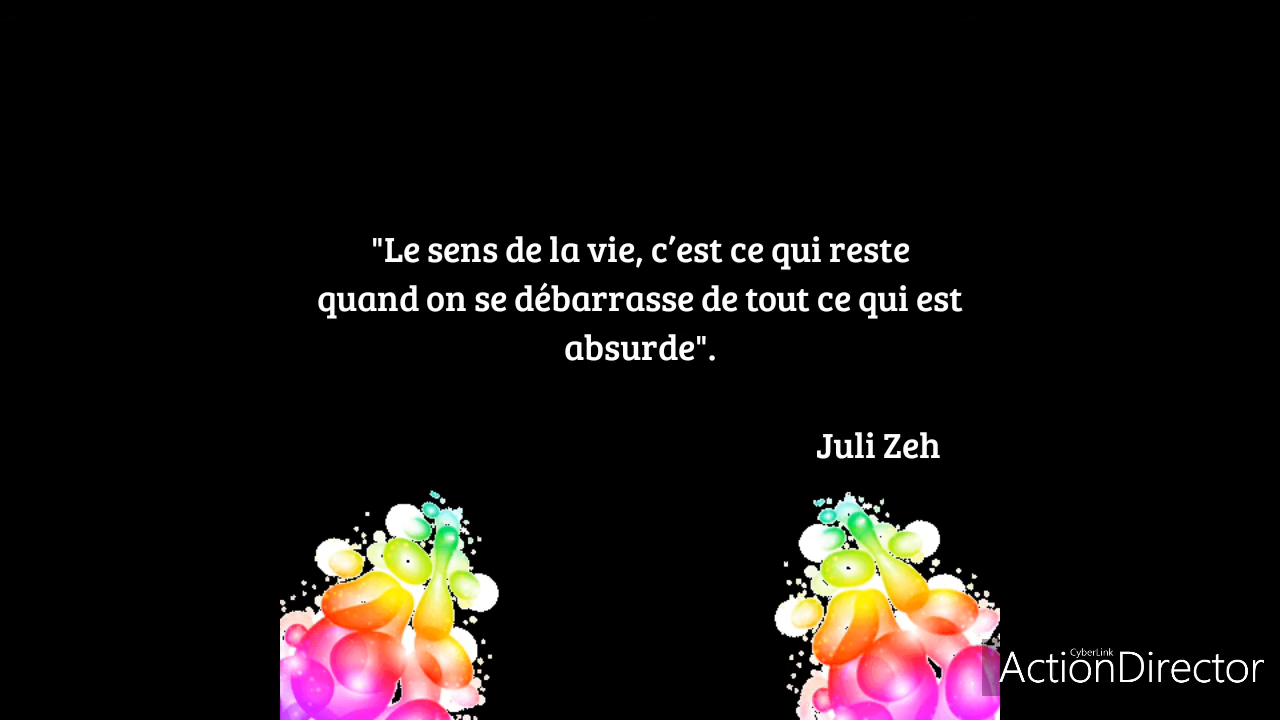 "Le sens de la vie, c’est ce qui reste
quand on se débarrasse de tout ce qui est
absurde".
Juli Zeh
CyberLink
ActionDirector